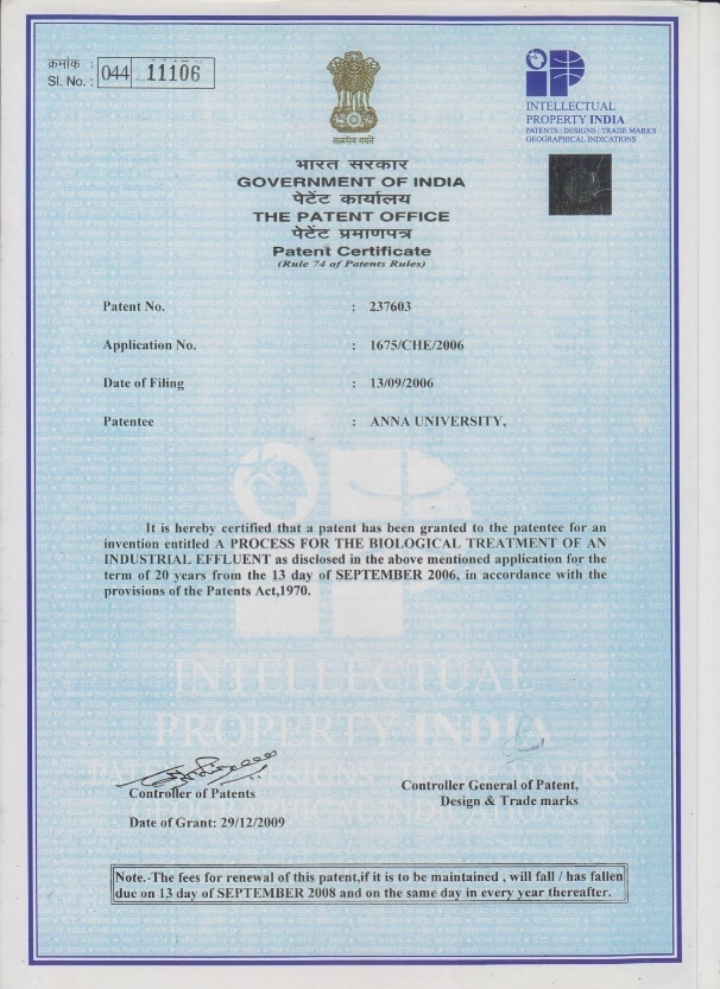 क्रमांक :
Sl. No. : 044 11106
सत्यमेव जयते
INTELLECTUAL
PROPERTY INDIA
PATENTS | DESIGNS | TRADE MARKS
GEOGRAPHICAL INDICATIONS
भारत सरकार
GOVERNMENT OF INDIA
पेटेंट कार्यालय
THE PATENT OFFICE
पेटेंट प्रमाणपत्र
Patent Certificate
(Rule 74 of Patents Rules)
Patent No. : 237603
Application No. : 1675/CHE/2006
Date of Filing : 13/09/2006
Patentee : ANNA UNIVERSITY,
It is hereby certified that a patent has been granted to the patentee for an
invention entitled A PROCESS FOR THE BIOLOGICAL TREATMENT OF AN
INDUSTRIAL EFFLUENT as disclosed in the above mentioned application for the
term of 20 years from the 13 day of SEPTEMBER 2006, in accordance with the
provisions of the Patents Act,1970.
INTELLECTUAL
PROPERTY INDIA
Controller of Patents
Controller General of Patent,
Design & Trade marks
Date of Grant: 29/12/2009
Note.-The fees for renewal of this patent,if it is to be maintained , will fall / has fallen
due on 13 day of SEPTEMBER 2008 and on the same day in every year thereafter.